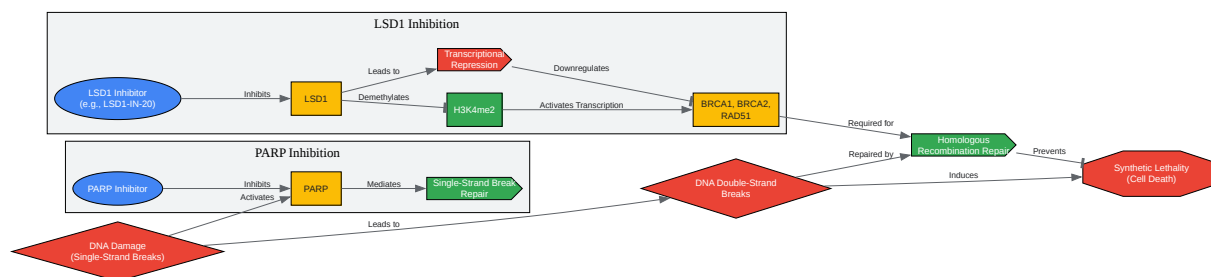 LSD1 Inhibition
LSD1 Inhibitor
(e.g., LSD1-IN-20)
Inhibits
LSD1
Leads to
Demethylates
Transcriptional
Repression
H3K4me2
Downregulates
Activates Transcription
BRCA1, BRCA2,
RAD51
Required for
Homologous
Recombination Repair
Prevents
Synthetic Lethality
(Cell Death)
PARP Inhibition
PARP Inhibitor
Inhibits
Activates
PARP
Mediates
Single-Strand Break
Repair
DNA Double-Strand
Breaks
Repaired by
Induces
DNA Damage
(Single-Strand Breaks)
Leads to